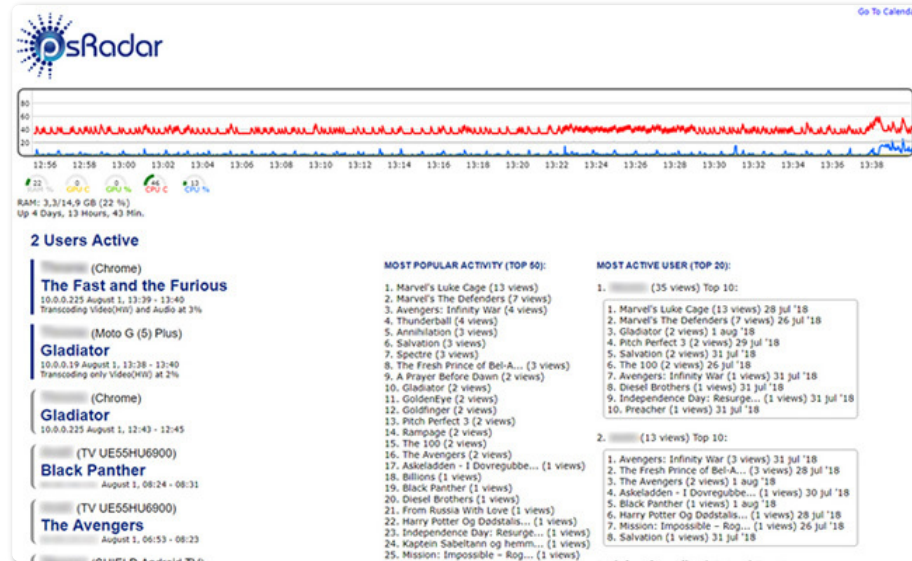 Go To Calenda
psRadar
80
60
40
20
12:56 12:58 13:00 13:02 13:04 13:06 13:08 13:10 13:12 13:14 13:16 13:18 13:20 13:22 13:24 13:26 13:28 13:30 13:32 13:34 13:36 13:38
22 0 0 46 13
RAM % GPU C GPU % CPU C CPU %
RAM: 3,3/14,9 GB (22 %)
Up 4 Days, 13 Hours, 43 Min.
2 Users Active
(Chrome)
The Fast and the Furious
10.0.0.225 August 1, 13:39 - 13:40
Transcoding Video(HW) and Audio at 3%
(Moto G (5) Plus)
Gladiator
10.0.0.19 August 1, 13:38 - 13:40
Transcoding only Video(HW) at 2%
(Chrome)
Gladiator
10.0.0.225 August 1, 12:43 - 12:45
(TV UE55HU6900)
Black Panther
August 1, 08:24 - 08:31
(TV UE55HU6900)
The Avengers
August 1, 06:53 - 08:23
(SHIELD Android TV)
MOST POPULAR ACTIVITY (TOP 50):
1. Marvel's Luke Cage (13 views)
2. Marvel's The Defenders (7 views)
3. Avengers: Infinity War (4 views)
4. Thunderball (4 views)
5. Annihilation (3 views)
6. Salvation (3 views)
7. Spectre (3 views)
8. The Fresh Prince of Bel-A... (3 views)
9. A Prayer Before Dawn (2 views)
10. Gladiator (2 views)
11. GoldenEye (2 views)
12. Goldfinger (2 views)
13. Pitch Perfect 3 (2 views)
14. Rampage (2 views)
15. The 100 (2 views)
16. The Avengers (2 views)
17. Askeladden - I Dovregubbe... (1 views)
18. Billions (1 views)
19. Black Panther (1 views)
20. Diesel Brothers (1 views)
21. From Russia With Love (1 views)
22. Harry Potter Og Dødstalis... (1 views)
23. Independence Day: Resurge... (1 views)
24. Kaptein Sabeltann og hemm... (1 views)
25. Mission: Impossible – Rog... (1 views)
MOST ACTIVE USER (TOP 20):
1. (35 views) Top 10:
1. Marvel's Luke Cage (13 views) 28 jul '18
2. Marvel's The Defenders (7 views) 26 jul '18
3. Gladiator (2 views) 1 aug '18
4. Pitch Perfect 3 (2 views) 29 jul '18
5. Salvation (2 views) 31 jul '18
6. The 100 (2 views) 26 jul '18
7. Avengers: Infinity War (1 views) 31 jul '18
8. Diesel Brothers (1 views) 31 jul '18
9. Independence Day: Resurge... (1 views) 31 jul '18
10. Preacher (1 views) 31 jul '18
2. (13 views) Top 10:
1. Avengers: Infinity War (3 views) 31 jul '18
2. The Fresh Prince of Bel-A... (3 views) 28 jul '18
3. The Avengers (2 views) 1 aug '18
4. Askeladden - I Dovregubbe... (1 views) 30 jul '18
5. Black Panther (1 views) 1 aug '18
6. Harry Potter Og Dødstalis... (1 views) 28 jul '18
7. Mission: Impossible – Rog... (1 views) 26 jul '18
8. Salvation (1 views) 31 jul '18